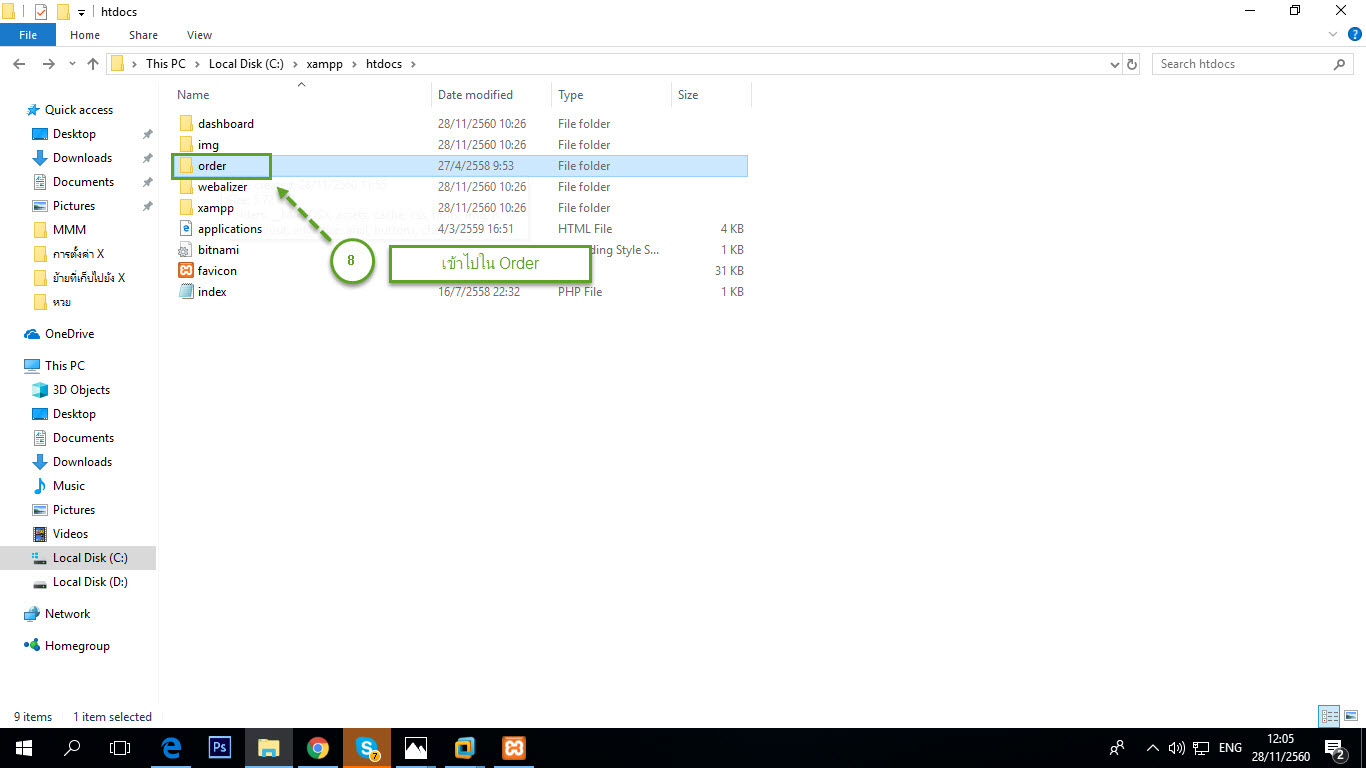 htdocs
File Home Share View
This PC Local Disk (C:) xampp htdocs
Search htdocs
Name Date modified Type Size
Quick access
Desktop
Downloads
Documents
Pictures
MMM
การตั้งค่า X
ย้ายที่เก็บไปยัง X
หวย
OneDrive
This PC
3D Objects
Desktop
Documents
Downloads
Music
Pictures
Videos
Local Disk (C:)
Local Disk (D:)
Network
Homegroup
dashboard 28/11/2560 10:26 File folder
img 28/11/2560 10:26 File folder
order 27/4/2558 9:53 File folder
webalizer 28/11/2560 10:26 File folder
xampp 28/11/2560 10:26 File folder
applications 4/3/2559 16:51 HTML File 4 KB
bitnami ding Style S... 1 KB
favicon 31 KB
index 16/7/2558 22:32 PHP File 1 KB
8 เข้าไปใน Order
9 items 1 item selected
Ps 7 ENG 12:05
28/11/2560 2